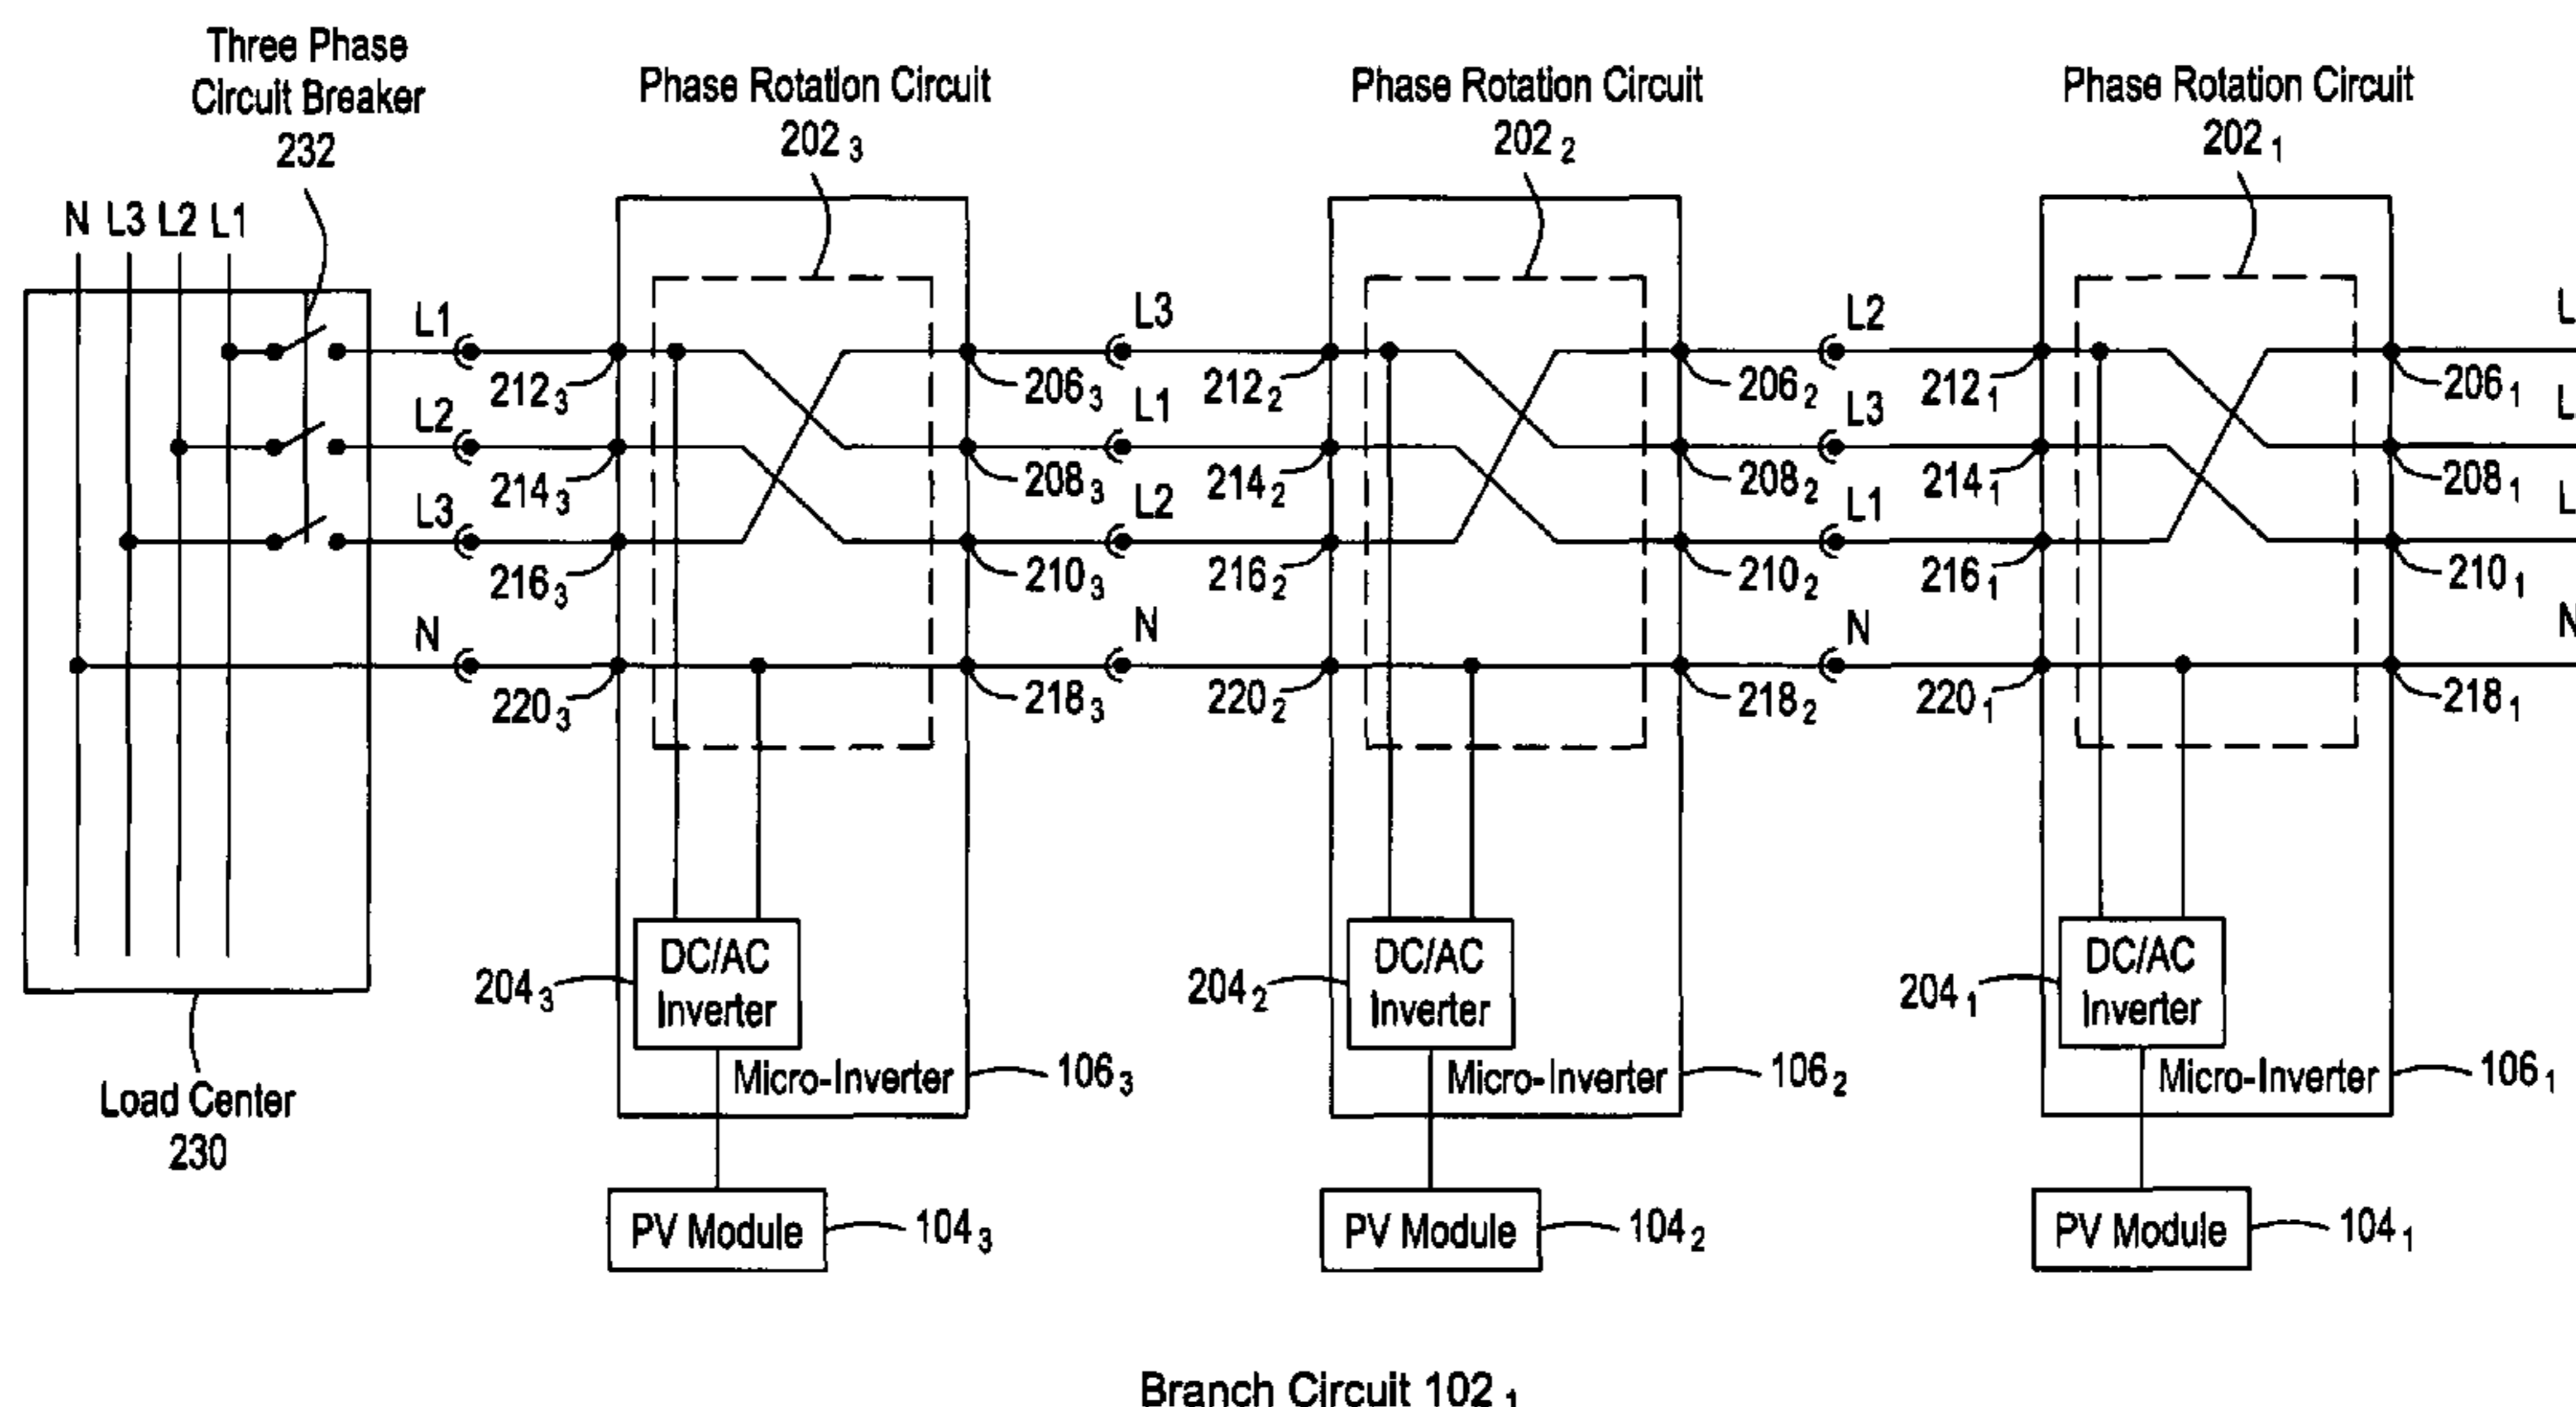 Three Phase
Circuit Breaker
232
Phase Rotation Circuit
202 3
Phase Rotation Circuit
202 2
Phase Rotation Circuit
202 1
N L3 L2 L1
L1
L2
L3
N
212 3
214 3
216 3
220 3
206 3
208 3
210 3
218 3
L3
L1
L2
N
212 2
214 2
216 2
220 2
206 2
208 2
210 2
218 2
L2
L3
L1
N
212 1
214 1
216 1
220 1
206 1
208 1
210 1
218 1
L
L
L
N
DC/AC
Inverter
204 3
Micro-Inverter
106 3
DC/AC
Inverter
204 2
Micro-Inverter
106 2
DC/AC
Inverter
204 1
Micro-Inverter
106 1
Load Center
230
PV Module
104 3
PV Module
104 2
PV Module
104 1
Branch Circuit 102 1